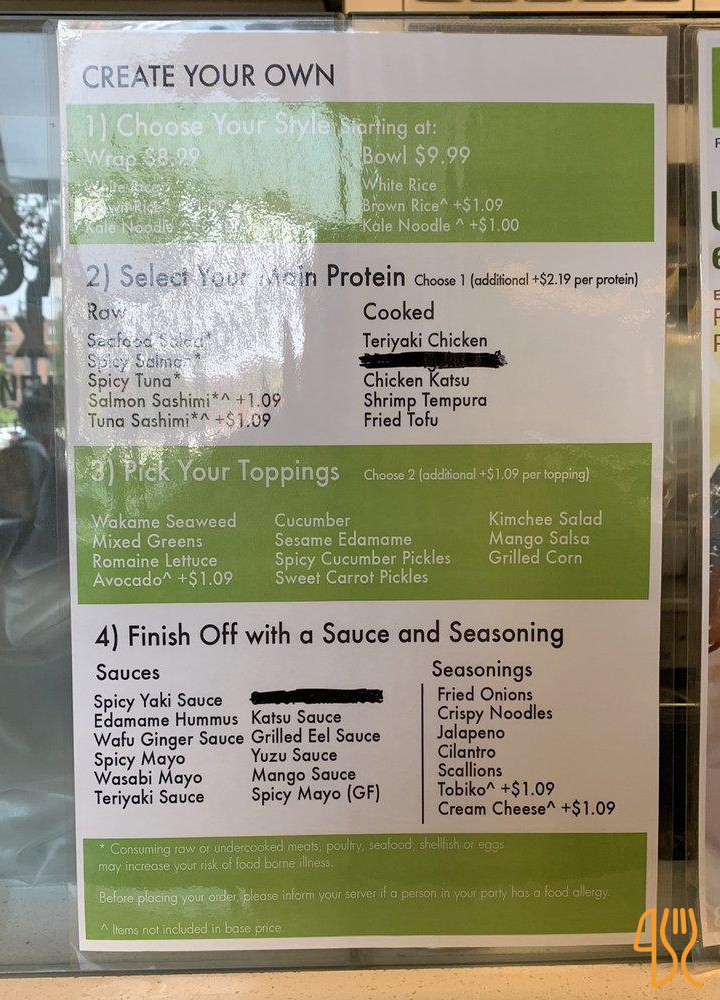 CREATE YOUR OWN
1) Choose Your Style Starting at:
Wrap $8.99
White Rice
Kale Noodle
Bowl $9.99
White Rice
Brown Rice^ +$1.09
Kale Noodle ^ +$1.00
2) Select Your Main Protein Choose 1 (additional +$2.19 per protein)
Raw
Seafood Salad*
Spicy Salmon*
Spicy Tuna*
Salmon Sashimi*^ +1.09
Tuna Sashimi*^ +$1.09
Cooked
Teriyaki Chicken
Chicken Katsu
Shrimp Tempura
Fried Tofu
3) Pick Your Toppings Choose 2 (additional +$1.09 per topping)
Wakame Seaweed
Mixed Greens
Romaine Lettuce
Avocado^ +$1.09
Cucumber
Sesame Edamame
Spicy Cucumber Pickles
Sweet Carrot Pickles
Kimchee Salad
Mango Salsa
Grilled Corn
4) Finish Off with a Sauce and Seasoning
Sauces
Spicy Yaki Sauce
Edamame Hummus
Wafu Ginger Sauce
Spicy Mayo
Wasabi Mayo
Teriyaki Sauce
Katsu Sauce
Grilled Eel Sauce
Yuzu Sauce
Mango Sauce
Spicy Mayo (GF)
Seasonings
Fried Onions
Crispy Noodles
Jalapeno
Cilantro
Scallions
Tobiko^ +$1.09
Cream Cheese^ +$1.09
* Consuming raw or undercooked meats, poultry, seafood, shellfish or eggs
may increase your risk of food borne illness.
Before placing your order, please inform your server if a person in your party has a food allergy.
^ Items not included in base price